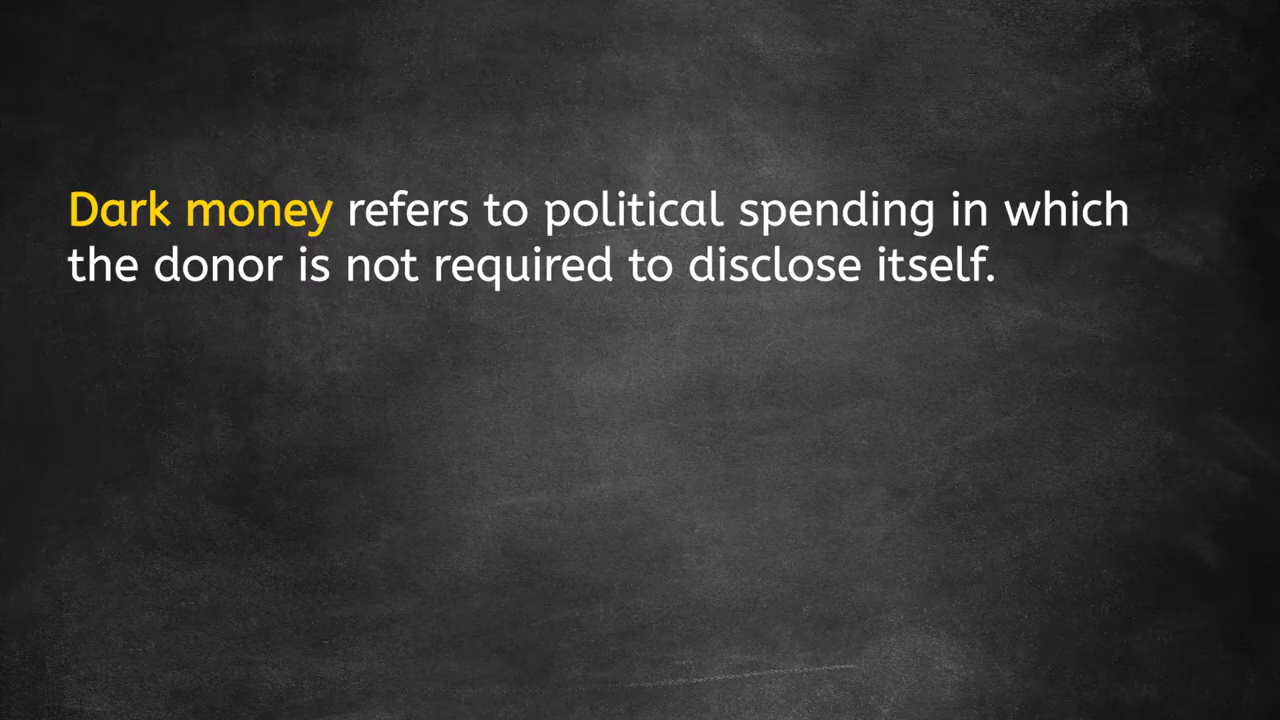 Dark money refers to political spending in which
the donor is not required to disclose itself.